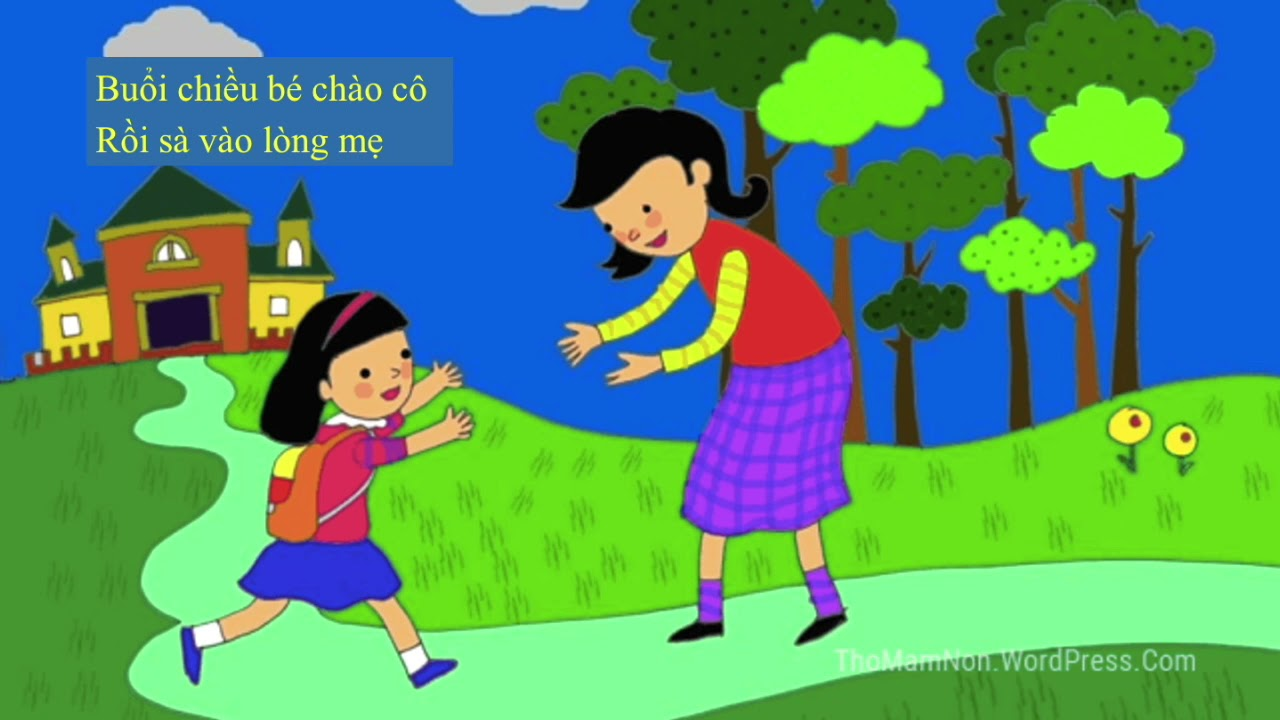 Buổi chiều bé chào cô
Rồi sà vào lòng mẹ
ThoMamNon.WordPress.Com